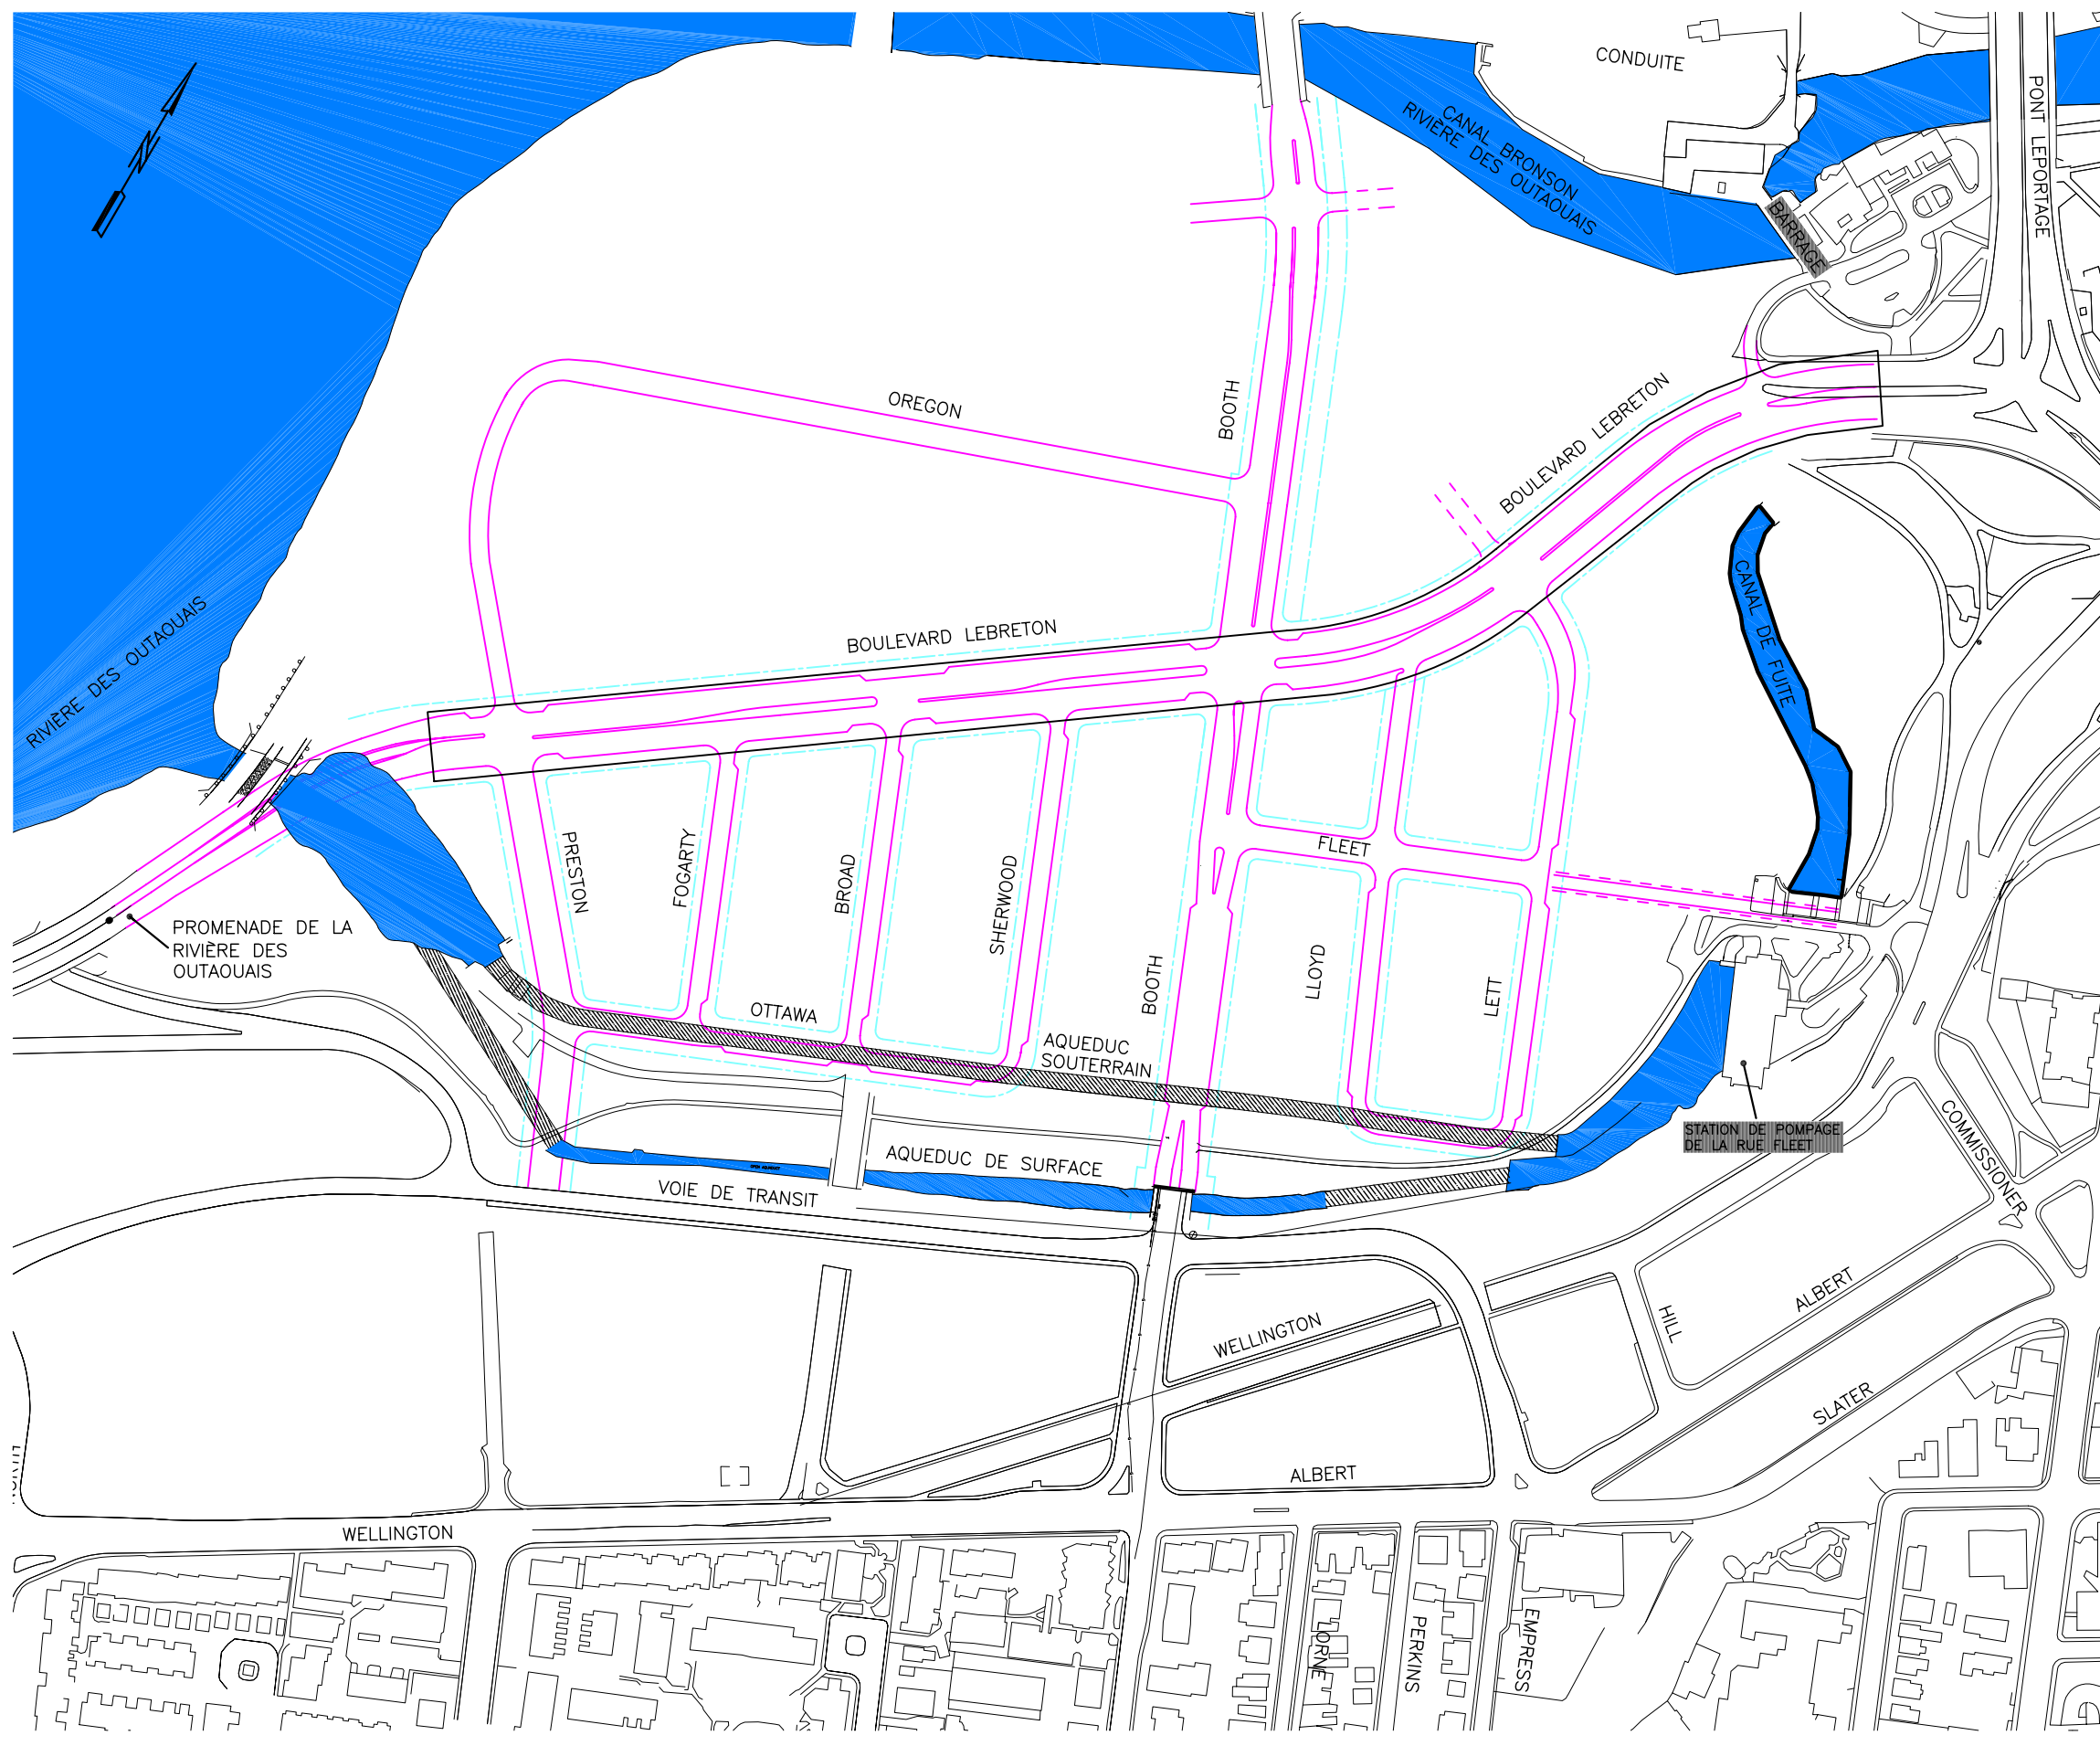 CONDUITE
PONT LEPORTAGE
CANAL BRONSON
RIVIÈRE DES OUTAOUAIS
BARRAGE
N
OREGON
BOOTH
BOULEVARD LEBRETON
BOULEVARD LEBRETON
RIVIÈRE DES OUTAOUAIS
CANAL DE FUITE
PRESTON
FOGARTY
BROAD
SHERWOOD
FLEET
PROMENADE DE LA
RIVIÈRE DES
OUTAOUAIS
BOOTH
LLOYD
LETT
OTTAWA
AQUEDUC
SOUTERRAIN
STATION DE POMPAGE
DE LA RUE FLEET
COMMISSIONER
AQUEDUC DE SURFACE
VOIE DE TRANSIT
WELLINGTON
HILL
ALBERT
SLATER
ALBERT
WELLINGTON
LORNE
PERKINS
EMPRESS